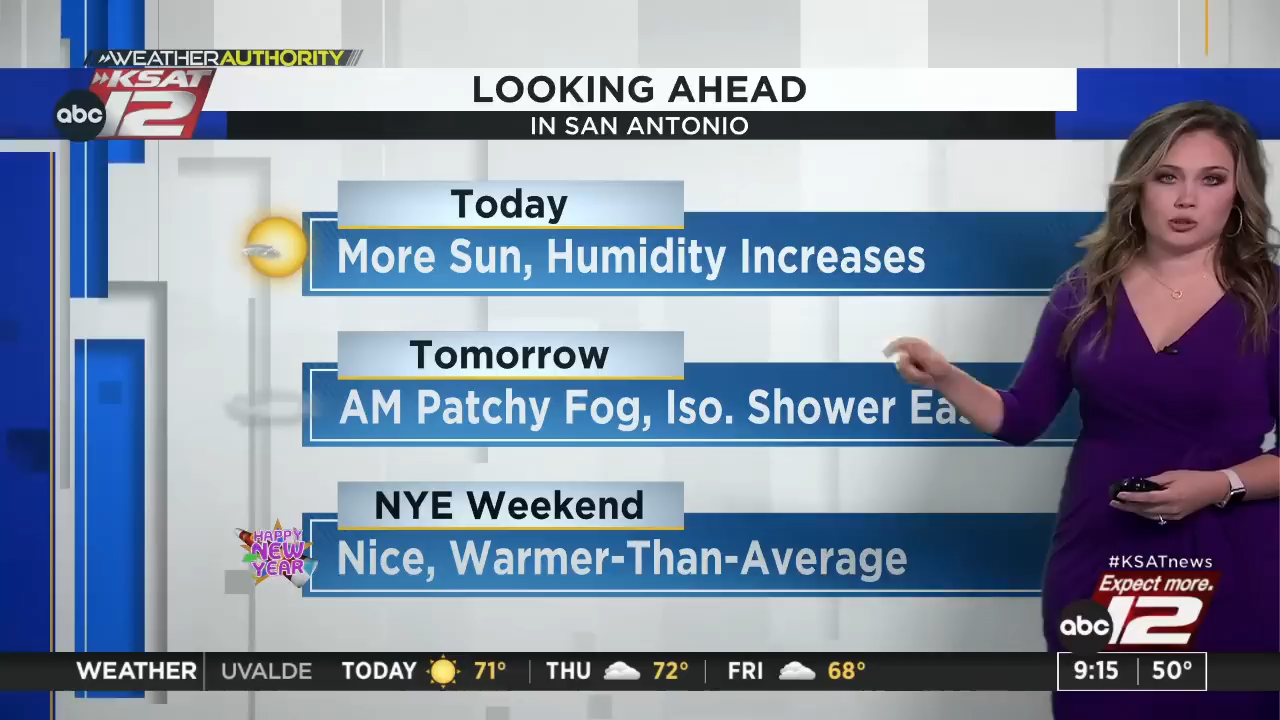 WEATHERAUTHORITY
KSAT
abc 12
LOOKING AHEAD
IN SAN ANTONIO
Today
More Sun, Humidity Increases
Tomorrow
AM Patchy Fog, Iso. Shower
NYE Weekend
HAPPY
NEW
YEAR
Nice, Warmer-Than-Average
#KSATnews
Expect more.
abc 12
WEATHER UVALDE TODAY 71° THU 72° FRI 68° 9:15 50°